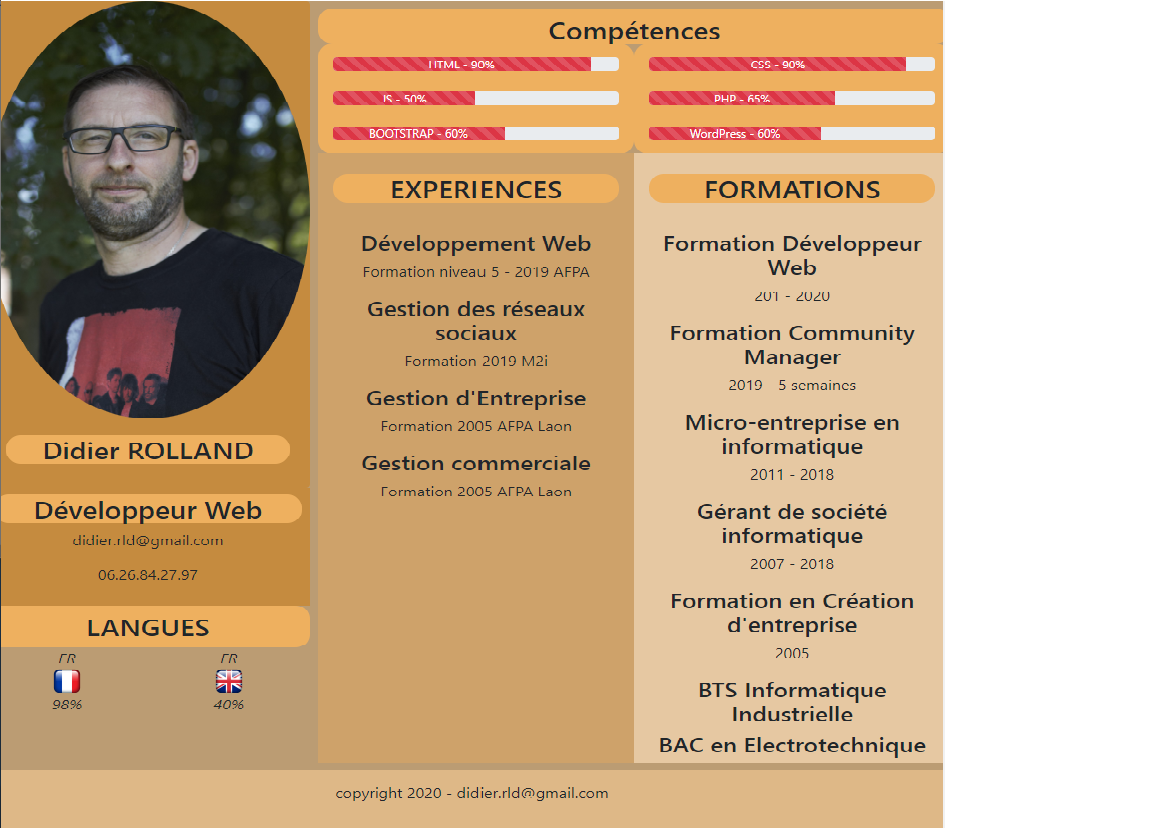 Compétences
HTML - 90%
CSS - 90%
JS - 50%
PHP - 65%
BOOTSTRAP - 60%
WordPress - 60%
Didier ROLLAND
Développeur Web
didier.rld@gmail.com
06.26.84.27.97
LANGUES
FR
98%
FR
40%
EXPERIENCES
Développement Web
Formation niveau 5 - 2019 AFPA
Gestion des réseaux
sociaux
Formation 2019 M2i
Gestion d'Entreprise
Formation 2005 AFPA Laon
Gestion commerciale
Formation 2005 AFPA Laon
FORMATIONS
Formation Développeur
Web
201 - 2020
Formation Community
Manager
2019 - 5 semaines
Micro-entreprise en
informatique
2011 - 2018
Gérant de société
informatique
2007 - 2018
Formation en Création
d'entreprise
2005
BTS Informatique
Industrielle
BAC en Electrotechnique
copyright 2020 - didier.rld@gmail.com